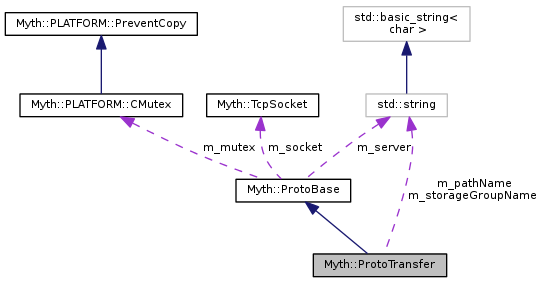 Myth::PLATFORM::PreventCopy
std::basic_string<
char >
Myth::PLATFORM::CMutex
Myth::TcpSocket
std::string
m_mutex
m_socket
m_server
Myth::ProtoBase
m_pathName
m_storageGroupName
Myth::ProtoTransfer